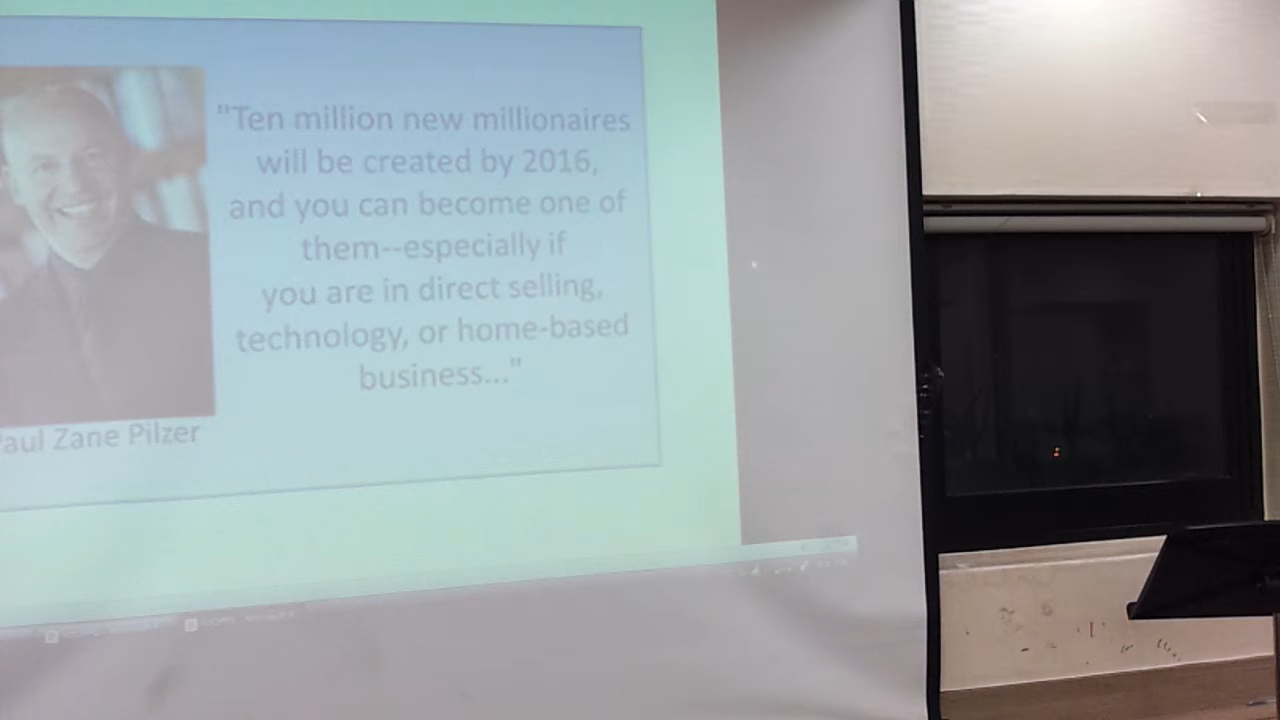 "Ten million new millionaires
will be created by 2016,
and you can become one of
them--especially if
you are in direct selling,
technology, or home-based
business..."
Paul Zane Pilzer